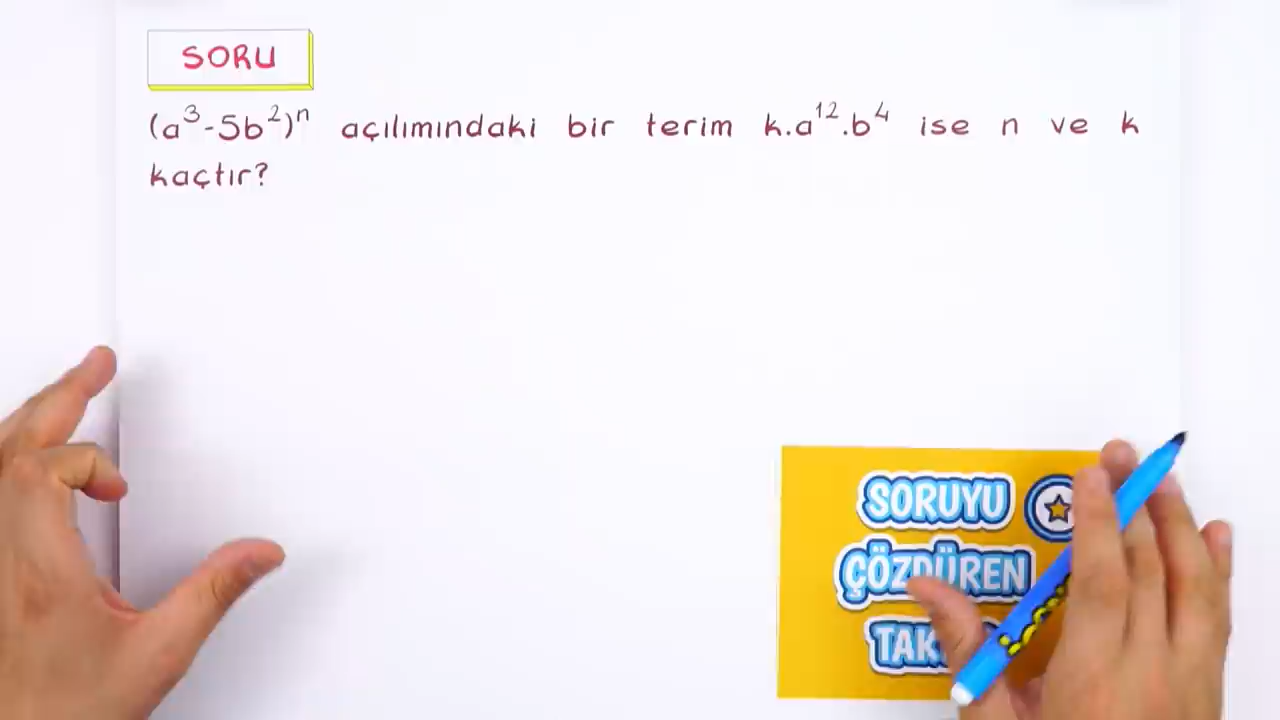 SORU
(a³-5b²)ⁿ açılımındaki bir terim k.a¹².b⁴ ise n ve k
kaçtır?
SORUYU
ÇÖZDÜREN